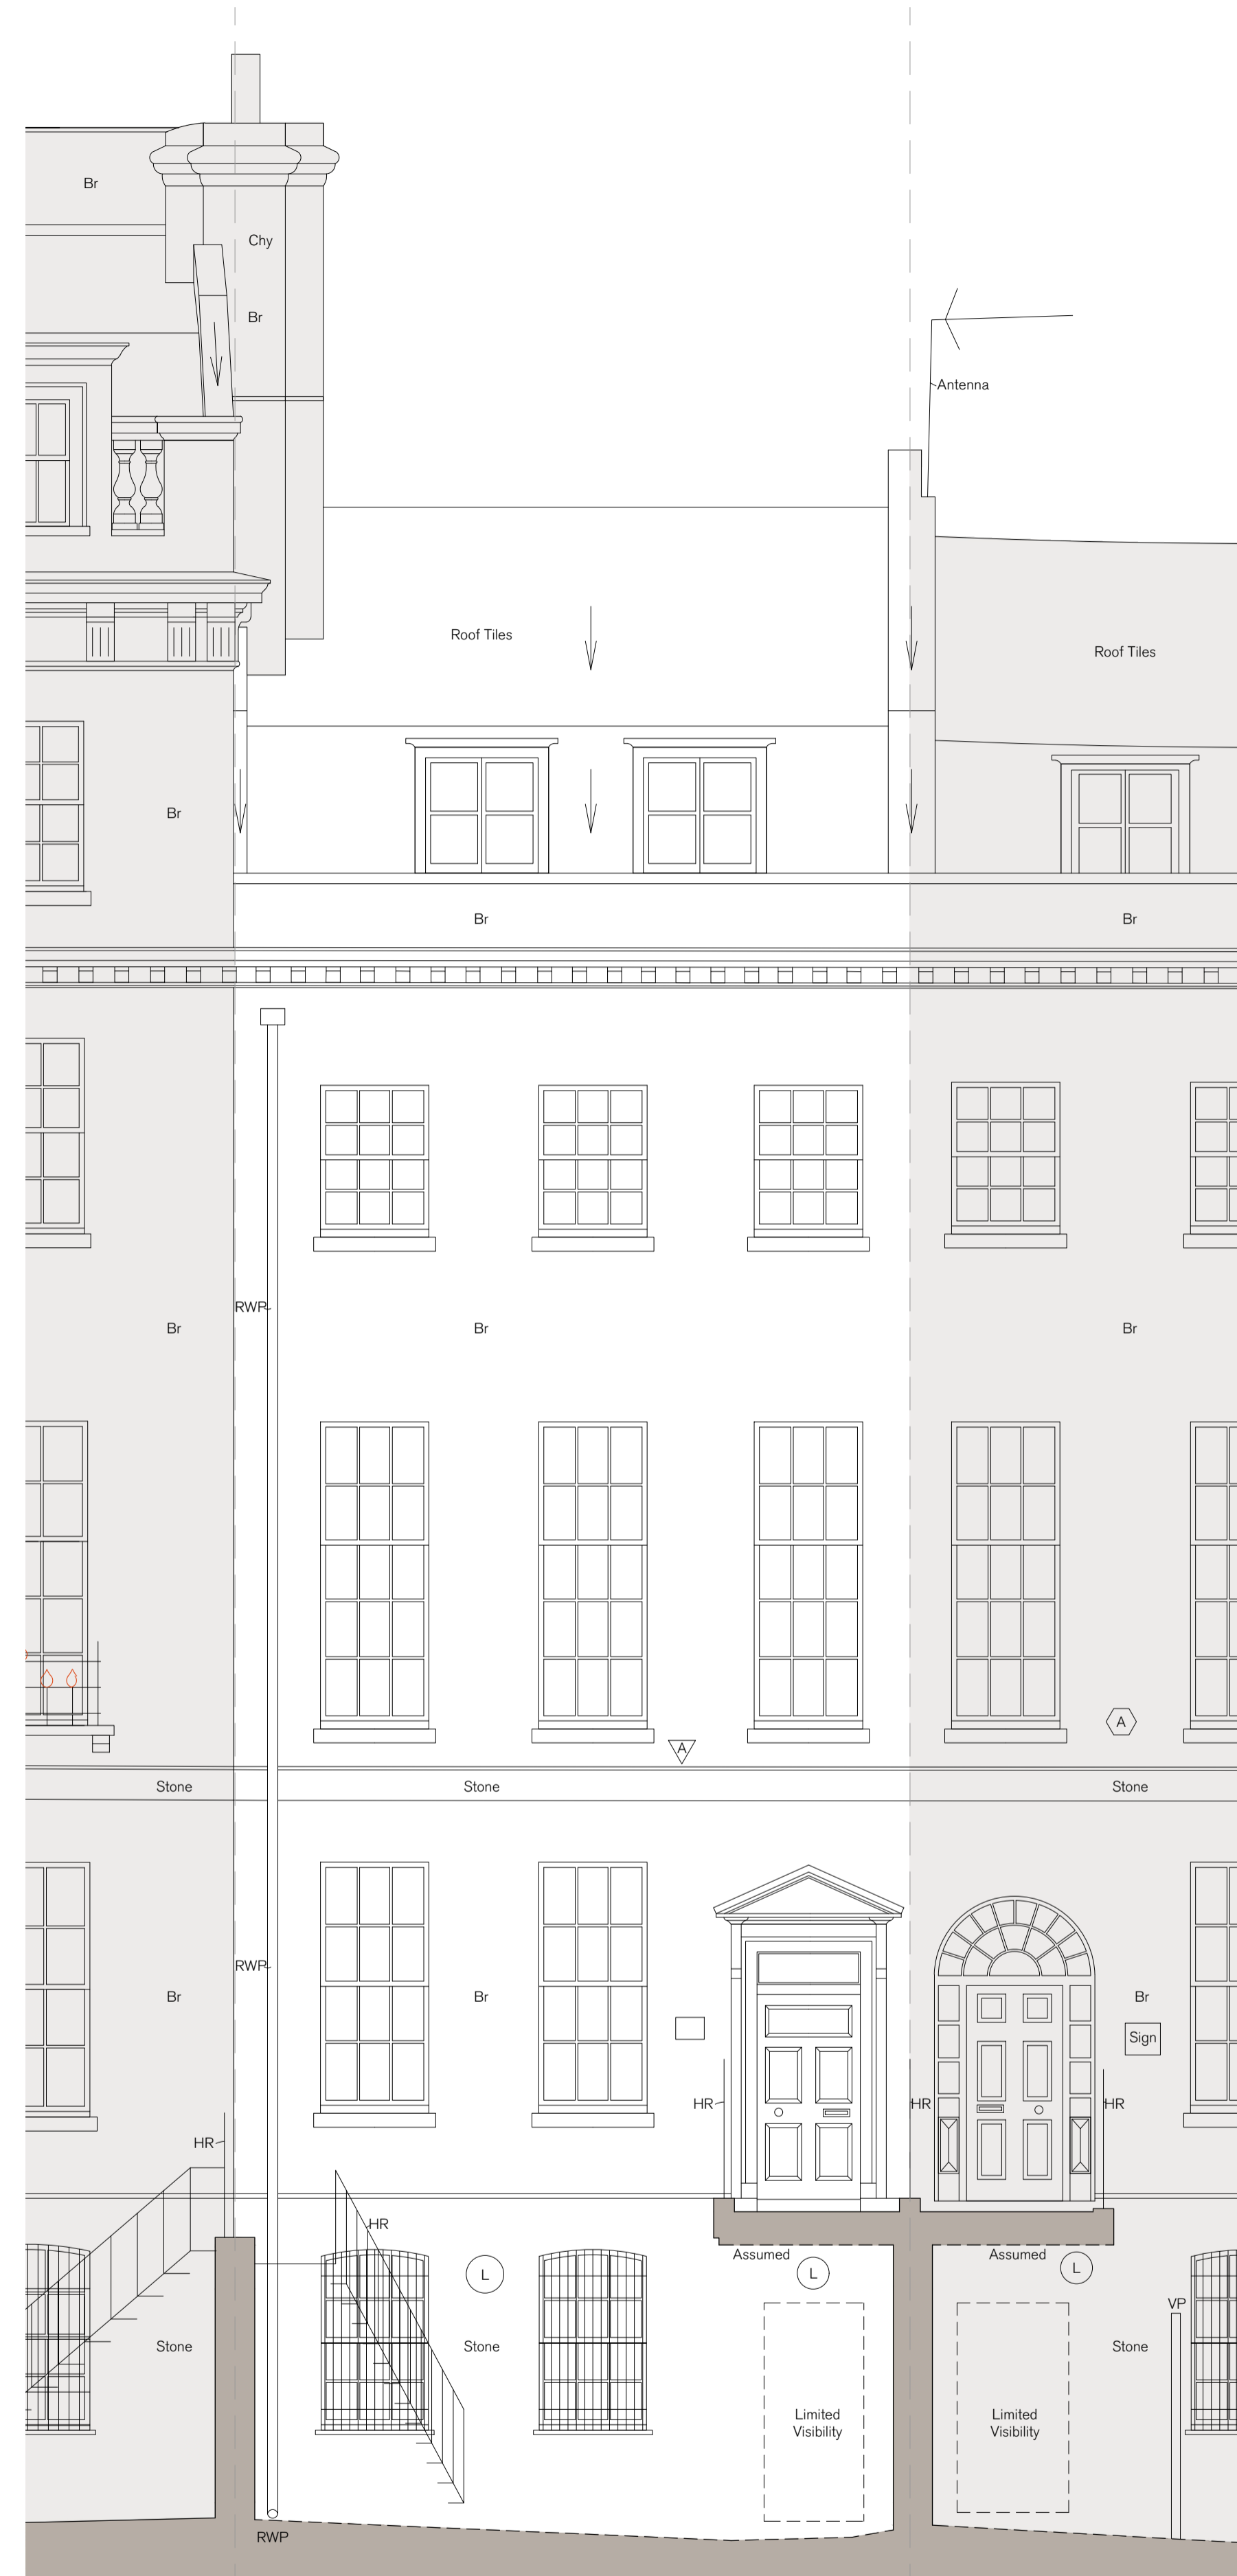 Br
Chy
Br
Antenna
Roof Tiles
Roof Tiles
Br
Br
Br
RWP
Br
Br
Br
A
A
Stone
Stone
Stone
RWP
Br
Br
Br
Sign
HR
HR
HR
HR
HR
Assumed
Assumed
L
L
L
VP
Stone
Stone
Stone
Limited
Visibility
Limited
Visibility
RWP